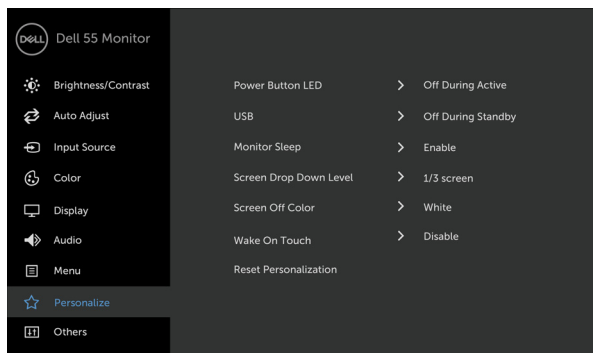 DELL Dell 55 Monitor
Brightness/Contrast
Auto Adjust
Input Source
Color
Display
Audio
Menu
Personalize
Others
Power Button LED > Off During Active
USB > Off During Standby
Monitor Sleep > Enable
Screen Drop Down Level > 1/3 screen
Screen Off Color > White
Wake On Touch > Disable
Reset Personalization